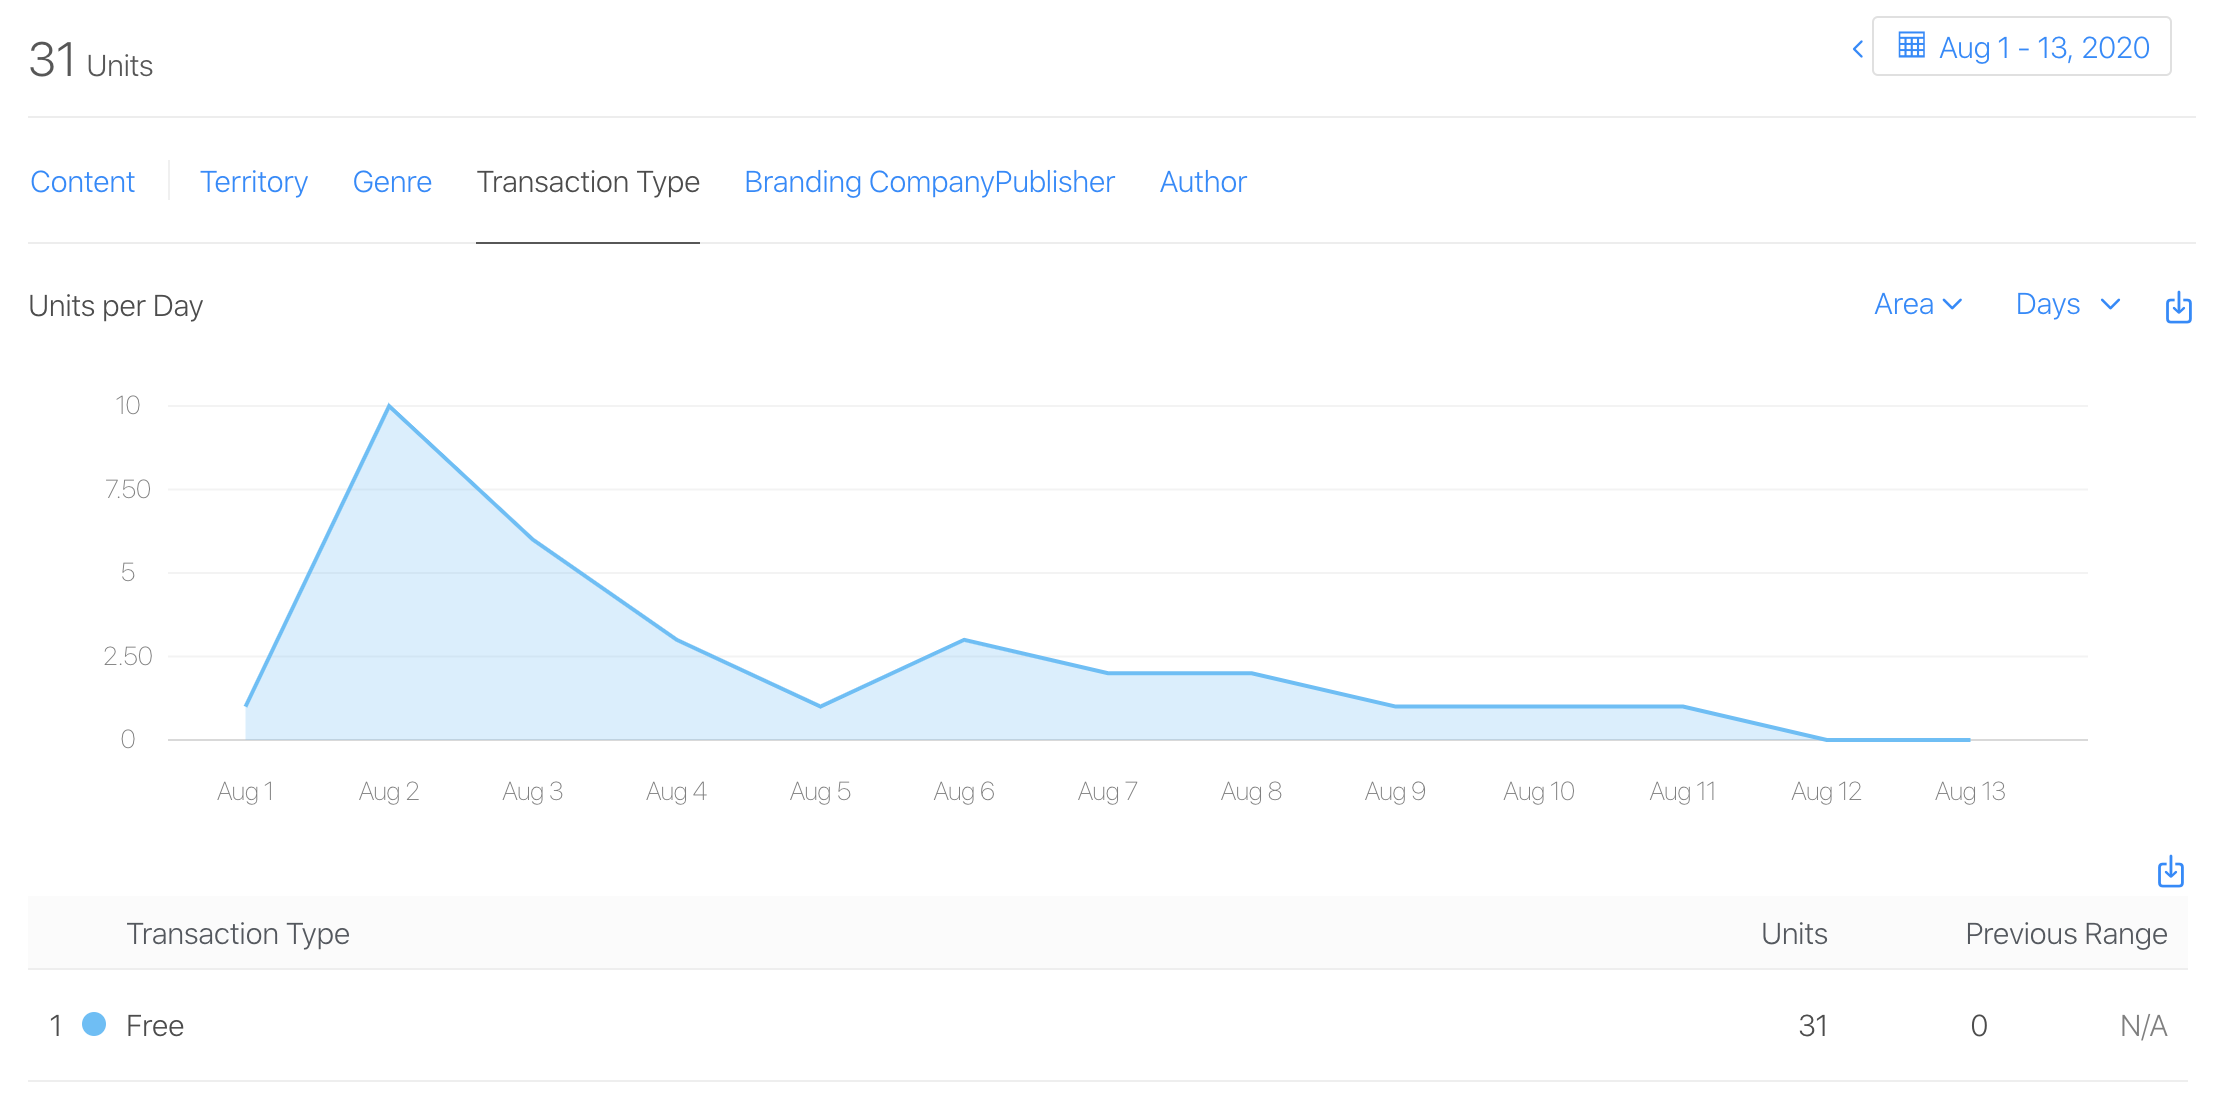 31 Units
Aug 1 - 13, 2020
Content Territory Genre Transaction Type Branding CompanyPublisher Author
Units per Day
Area Days
10
7.50
5
2.50
0
Aug 1 Aug 2 Aug 3 Aug 4 Aug 5 Aug 6 Aug 7 Aug 8 Aug 9 Aug 10 Aug 11 Aug 12 Aug 13
Transaction Type Units Previous Range
1 Free 31 0 N/A